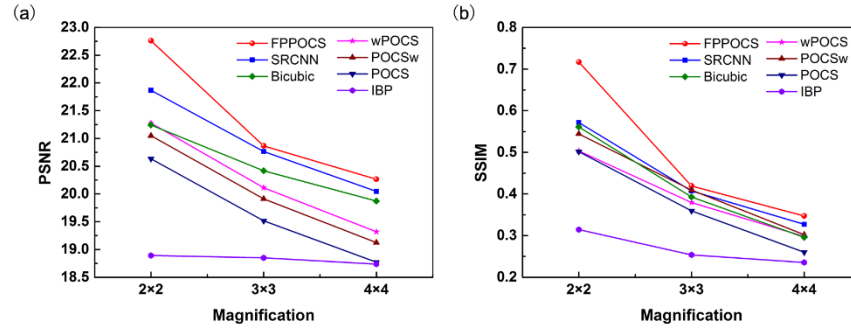 (a)
PSNR
23.0
22.5
22.0
21.5
21.0
20.5
20.0
19.5
19.0
18.5
FPPOCS
SRCNN
Bicubic
wPOCS
POCSw
POCS
IBP
2×2
3×3
4×4
Magnification
(b)
SSIM
0.8
0.7
0.6
0.5
0.4
0.3
0.2
FPPOCS
SRCNN
Bicubic
wPOCS
POCSw
POCS
IBP
2×2
3×3
4×4
Magnification